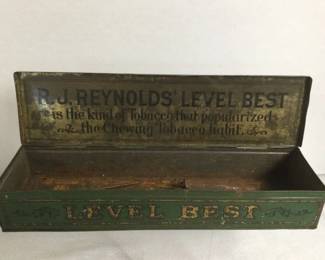 R.J. REYNOLDS' LEVEL BEST
is the kind of Tobacco that popularized
the Chewing Tobacco habit.
LEVEL BEST